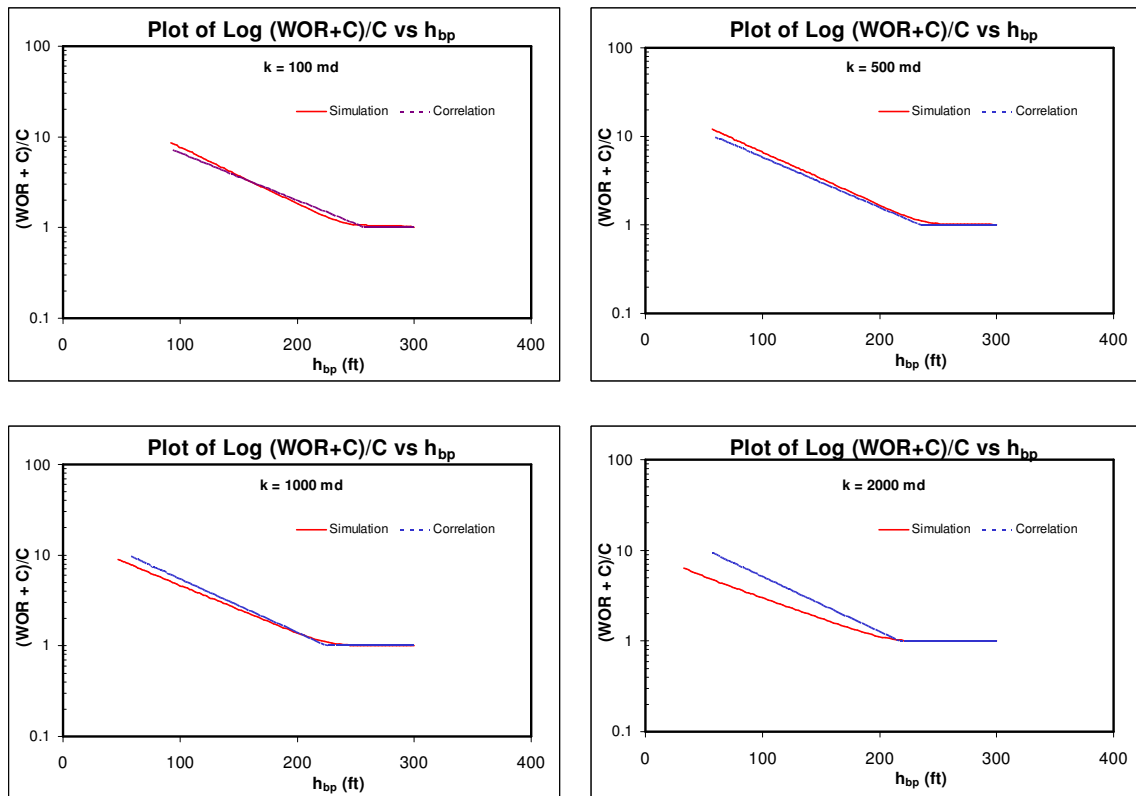 Plot of Log (WOR+C)/C vs hbp
k = 100 md
Simulation Correlation
(WOR + C)/C
100
10
1
0.1
0 100 200 300 400
hbp (ft)
Plot of Log (WOR+C)/C vs hbp
k = 500 md
Simulation Correlation
(WOR + C)/C
100
10
1
0.1
0 100 200 300 400
hbp (ft)
Plot of Log (WOR+C)/C vs hbp
k = 1000 md
Simulation Correlation
(WOR + C)/C
100
10
1
0.1
0 100 200 300 400
hbp (ft)
Plot of Log (WOR+C)/C vs hbp
k = 2000 md
Simulation Correlation
(WOR + C)/C
100
10
1
0.1
0 100 200 300 400
hbp (ft)